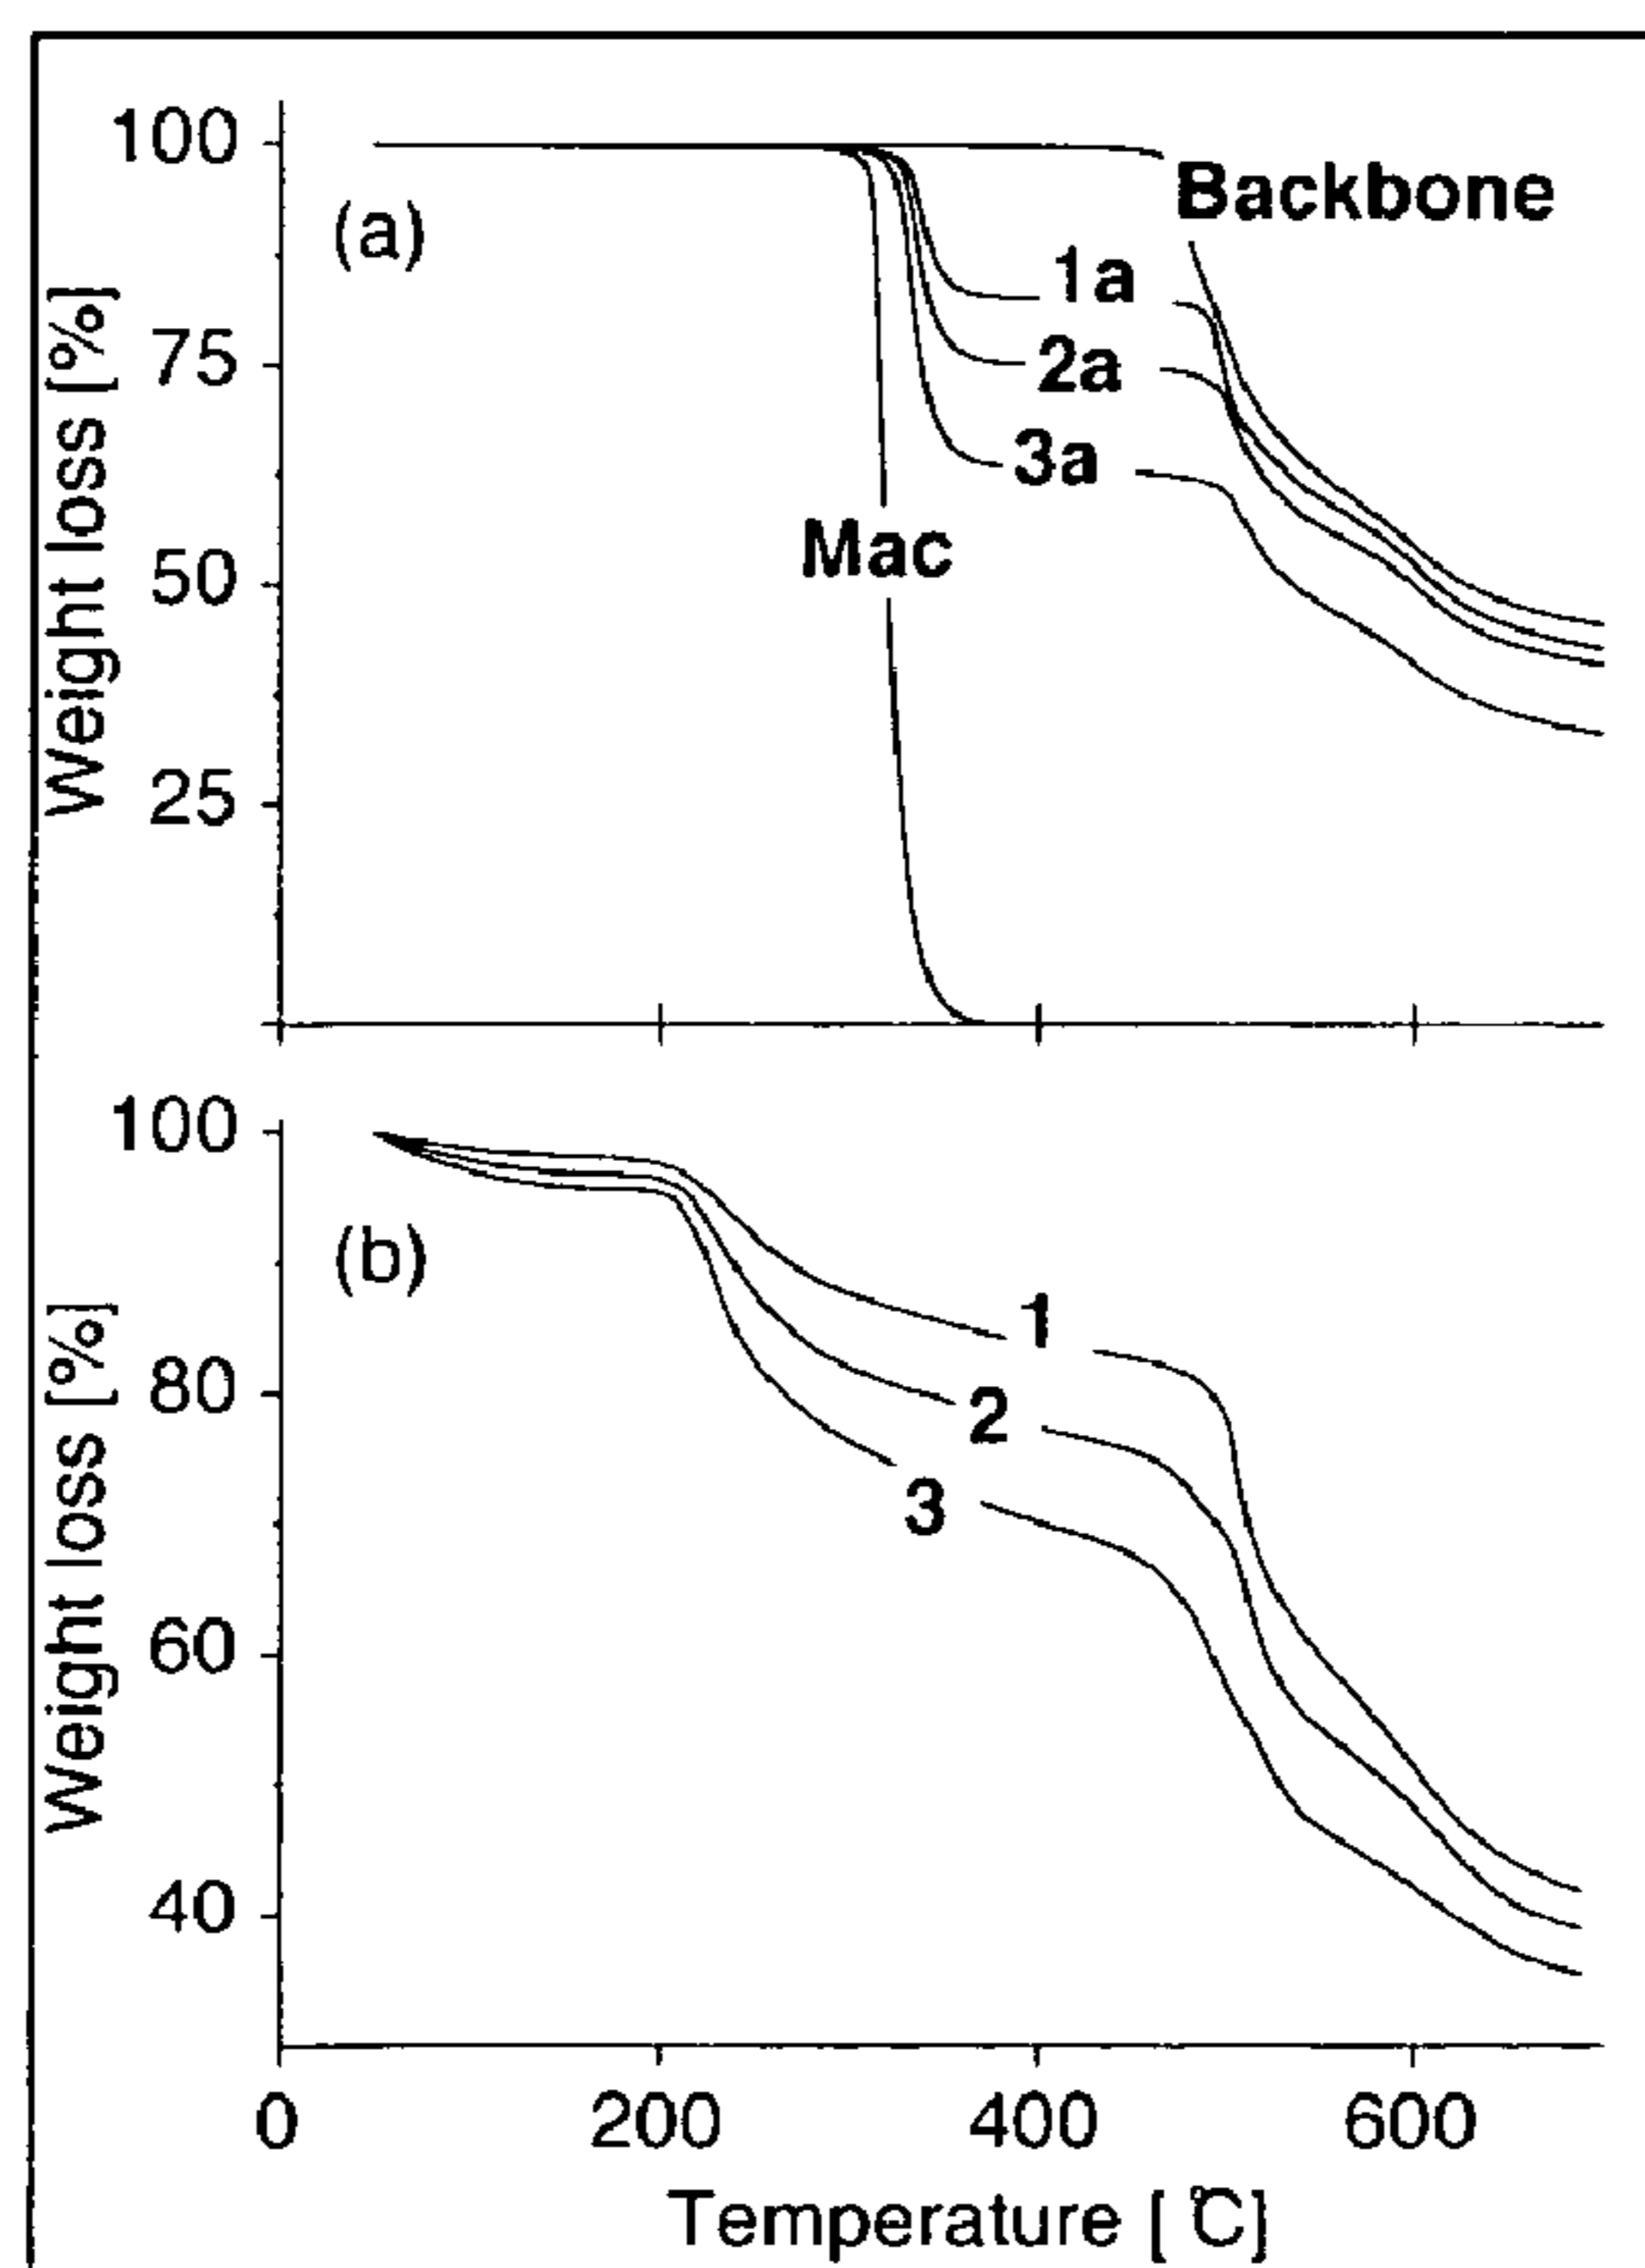 100
(a)
Backbone
1a
75
2a
3a
Mac
50
25
Weight loss [%]
100
(b)
1
80
2
3
60
40
Weight loss [%]
0
200
400
600
Temperature [ ℃]